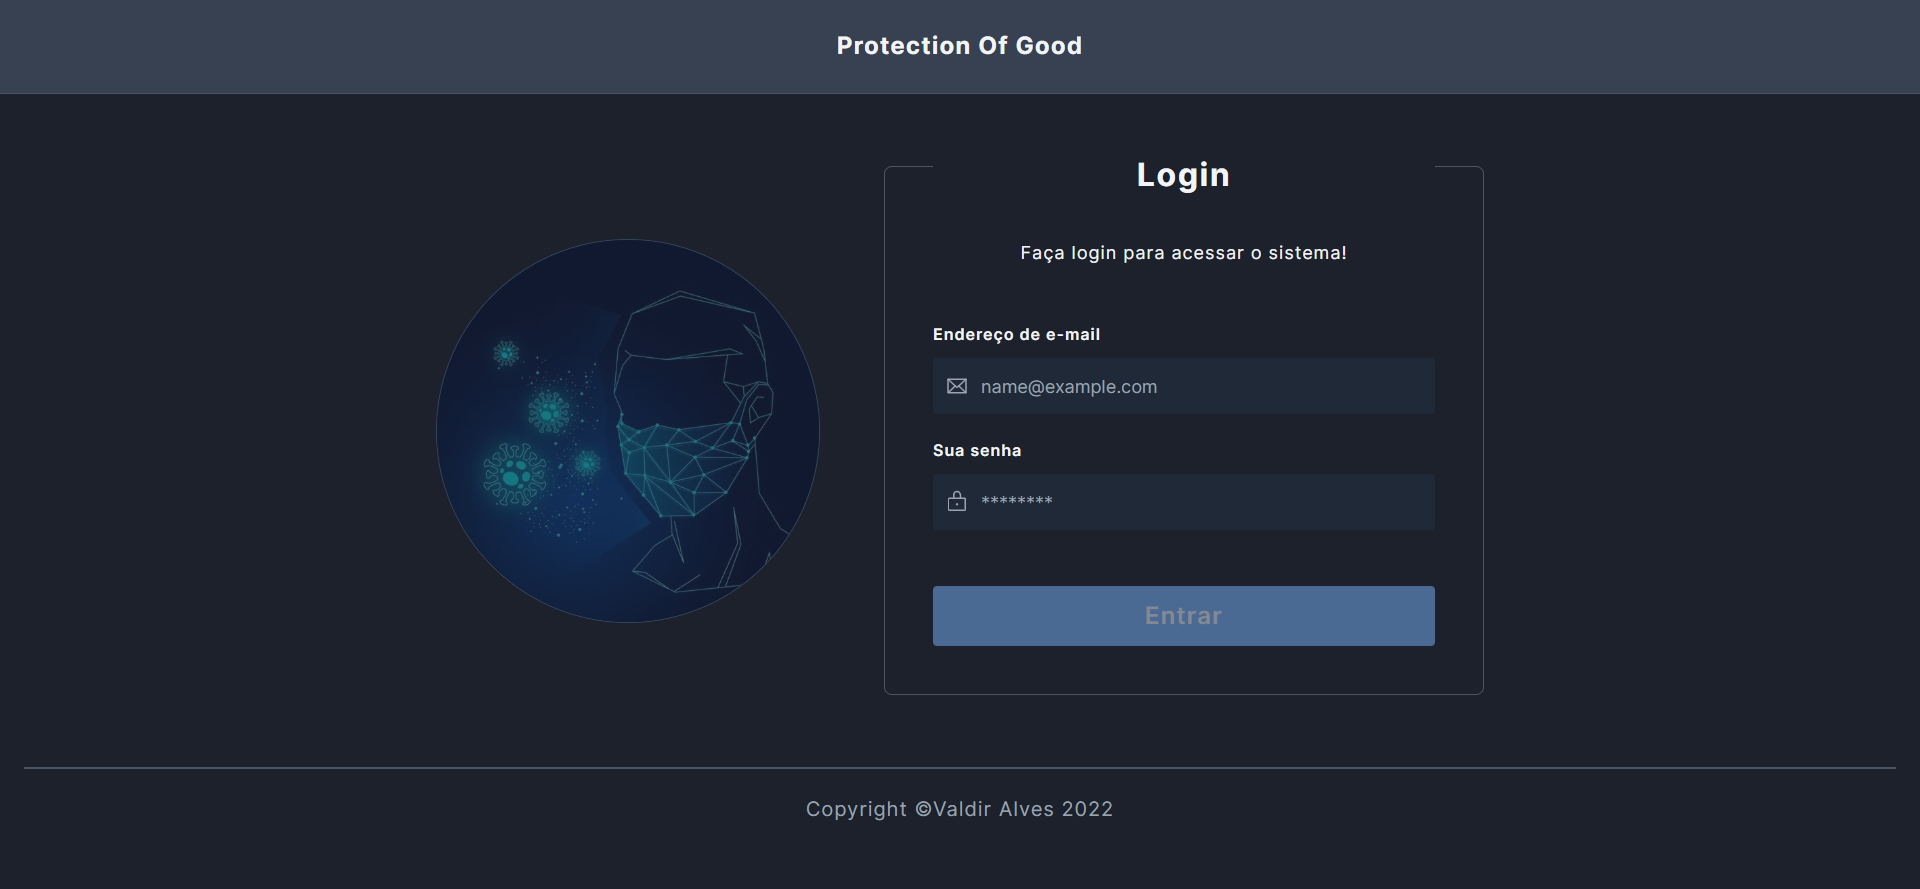 Protection Of Good
Login
Faça login para acessar o sistema!
Endereço de e-mail
name@example.com
Sua senha
********
Entrar
Copyright ©Valdir Alves 2022